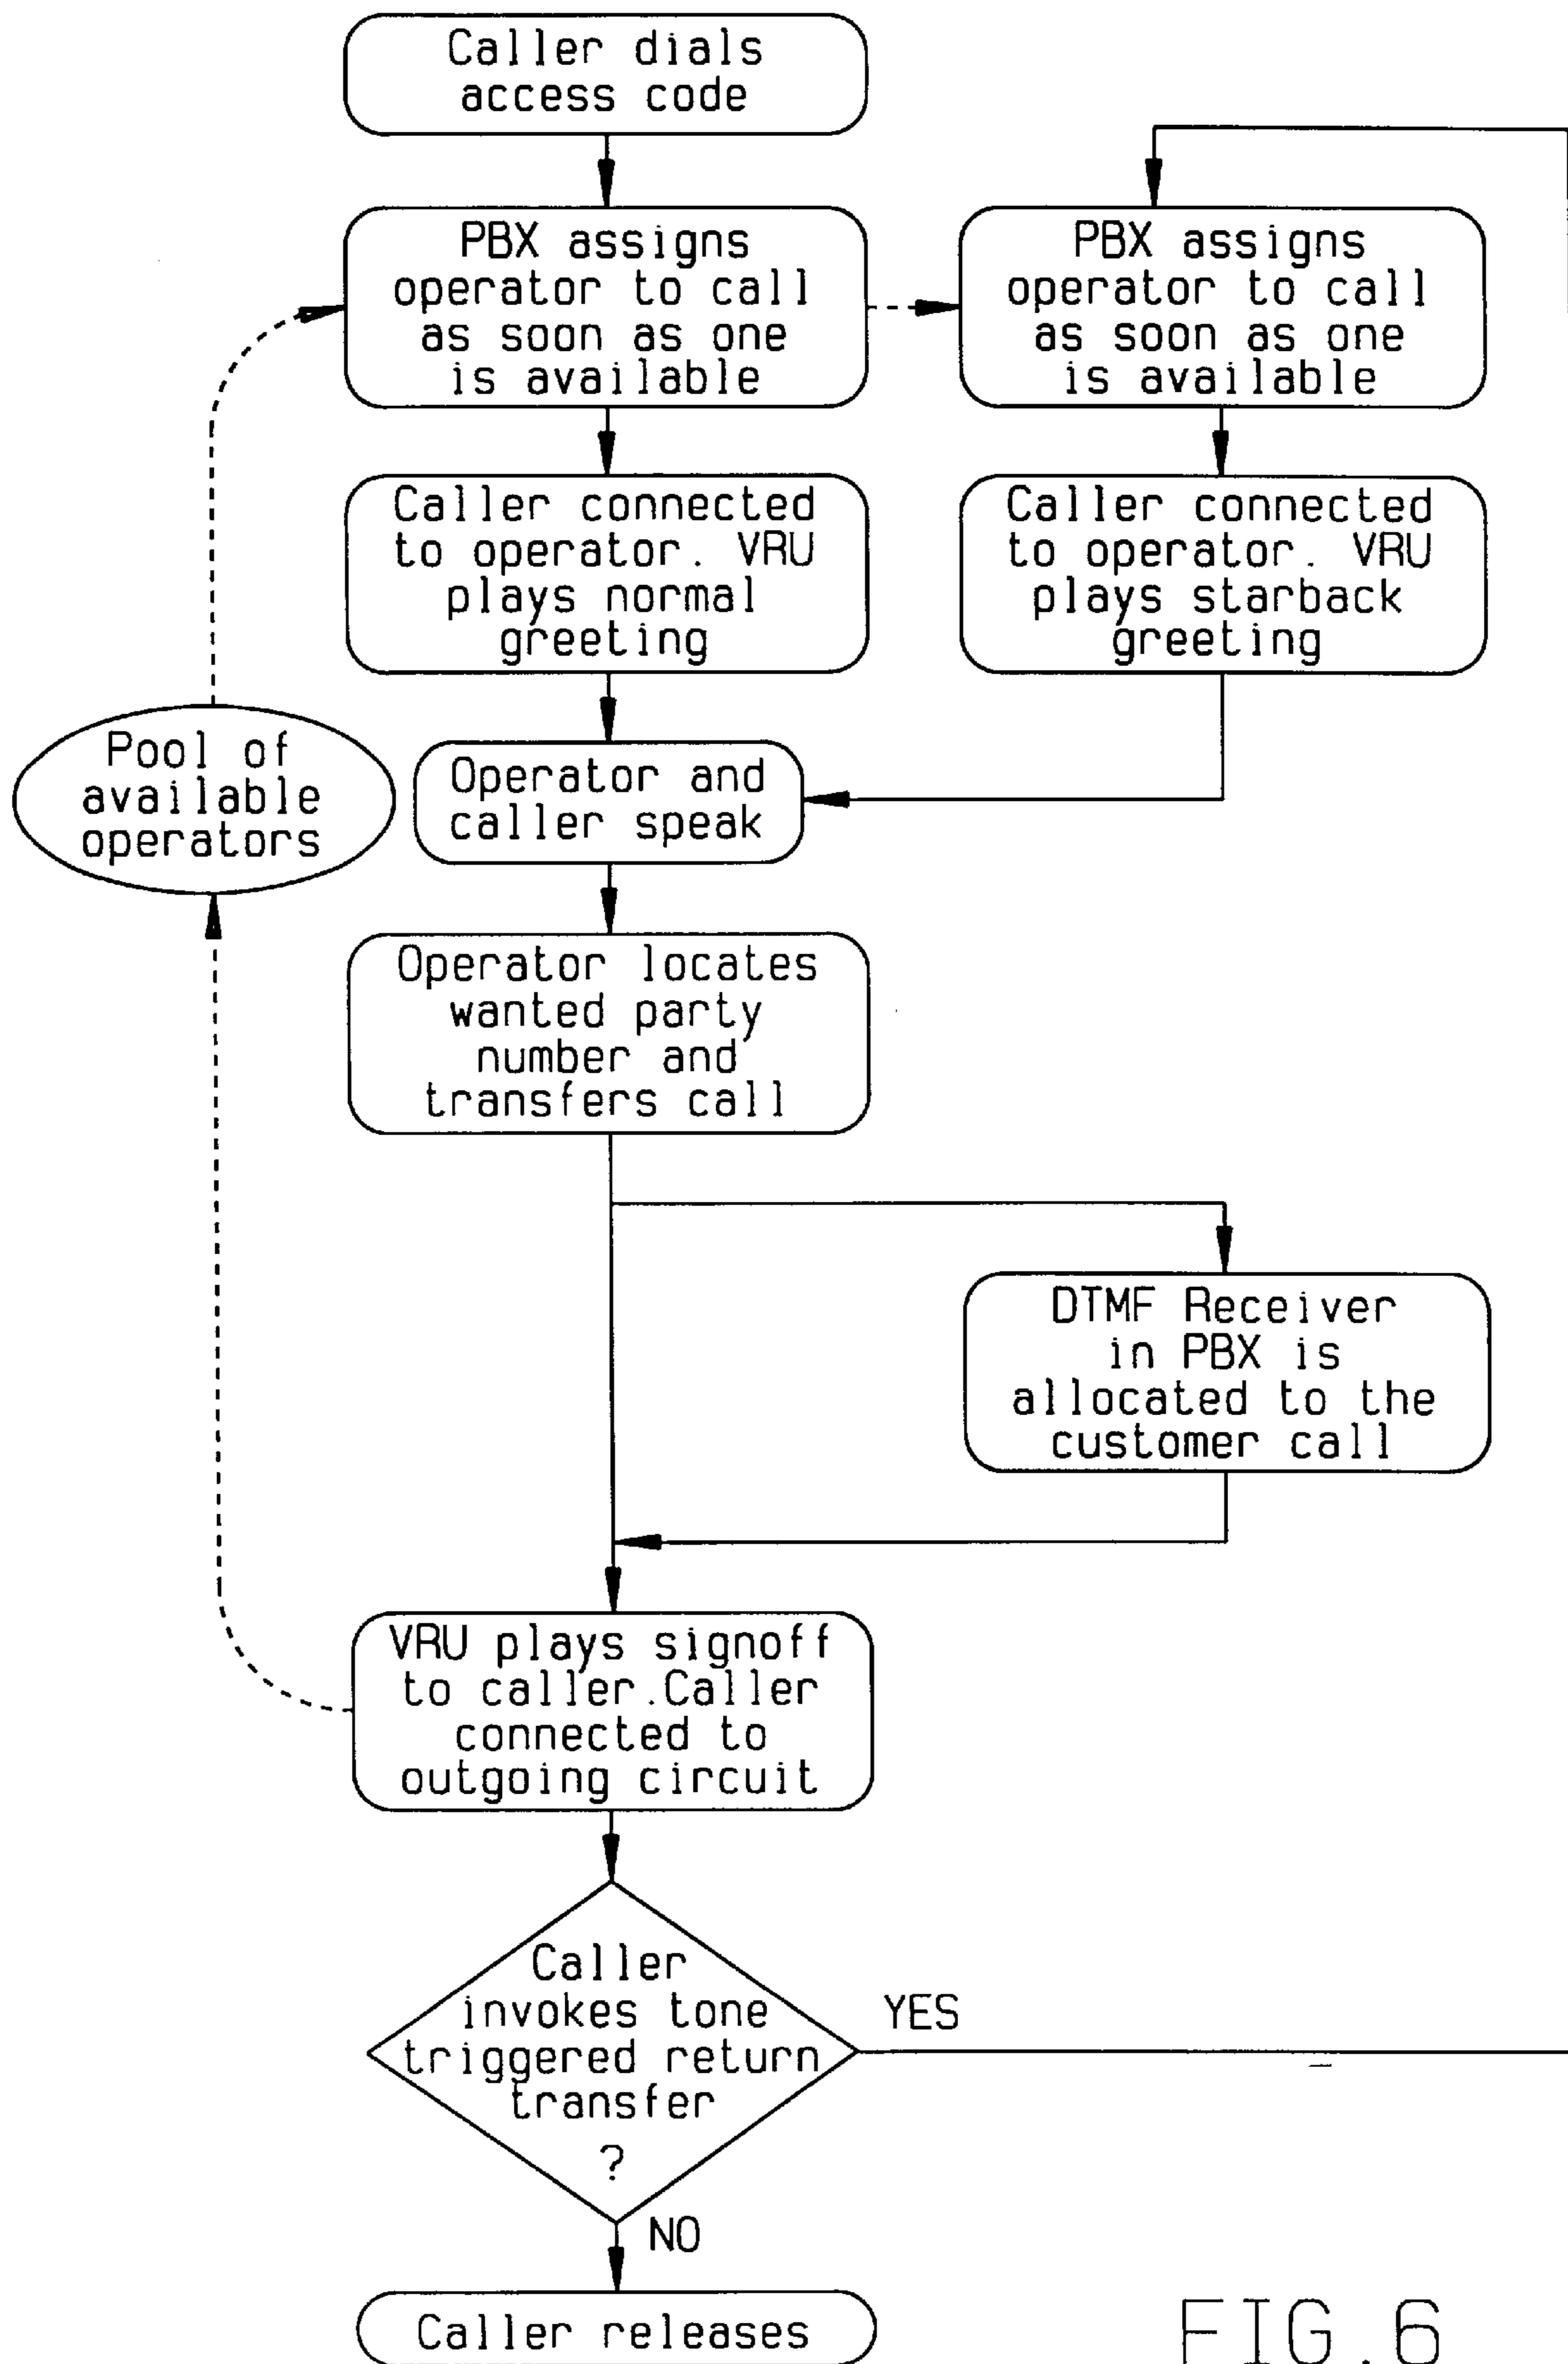 Caller dials
access code
PBX assigns
operator to call
as soon as one
is available
PBX assigns
operator to call
as soon as one
is available
Caller connected
to operator. VRU
plays normal
greeting
Caller connected
to operator. VRU
plays starback
greeting
Pool of
available
operators
Operator and
caller speak
Operator locates
wanted party
number and
transfers call
DTMF Receiver
in PBX is
allocated to the
customer call
VRU plays signoff
to caller.Caller
connected to
outgoing circuit
Caller
invokes tone
triggered return
transfer
?
YES
NO
Caller releases
FIG.6